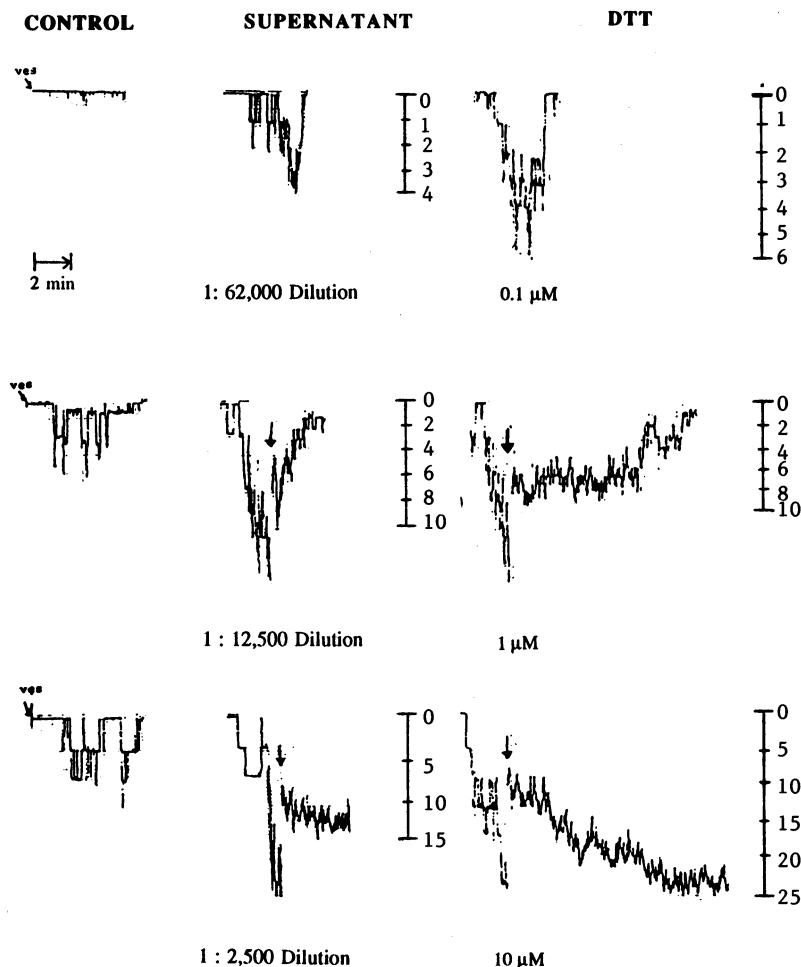 CONTROL SUPERNATANT DTT
ves
0 0
1 1
2 2
3 3
4 4
5
6
2 min
1: 62,000 Dilution 0.1 µM
ves
0 0
2 2
4 4
6 6
8 8
10 10
1 : 12,500 Dilution 1 µM
ves
0 0
5 5
10 10
15 15
20
25
1 : 2,500 Dilution 10 µM